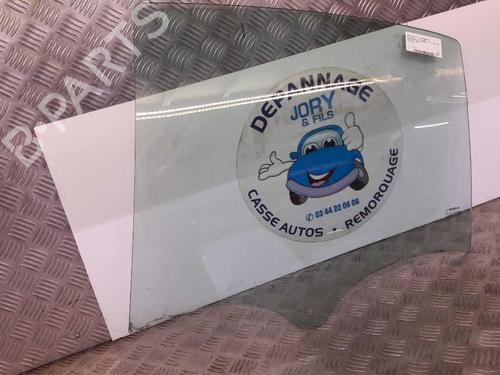 B-PARTS
DEPANNAGE
JORY
& FILS
03 44 22 06 06
CASSE AUTOS • REMORQUAGE